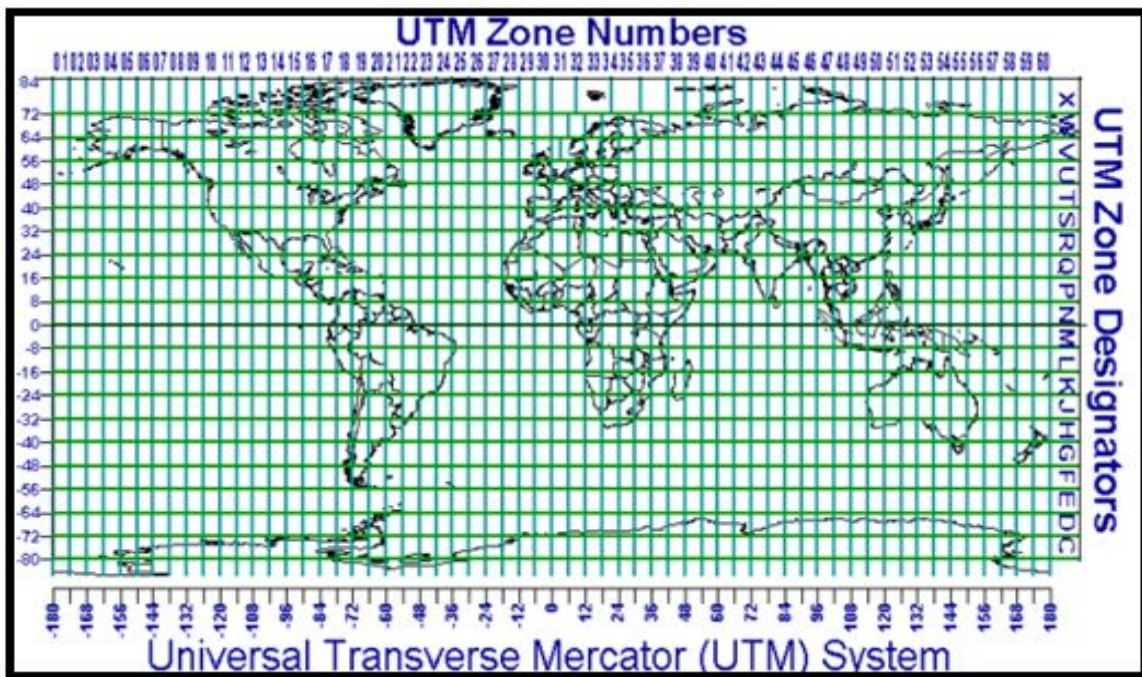 UTM Zone Numbers
01 02 03 04 05 06 07 08 09 10 11 12 13 14 15 16 17 18 19 20 21 22 23 24 25 26 27 28 29 30 31 32 33 34 35 36 37 38 39 40 41 42 43 44 45 46 47 48 49 50 51 52 53 54 55 56 57 58 59 60
84
72
64
56
48
40
32
24
16
8
0
-8
-16
-24
-32
-40
-48
-56
-64
-72
-80
X
W
V
U
T
S
R
Q
P
N
M
L
K
J
H
G
F
E
D
C
UTM Zone Designators
-180 -168 -156 -144 -132 -120 -108 -96 -84 -72 -60 -48 -36 -24 -12 0 12 24 36 48 60 72 84 96 108 120 132 144 156 168 180
Universal Transverse Mercator (UTM) System